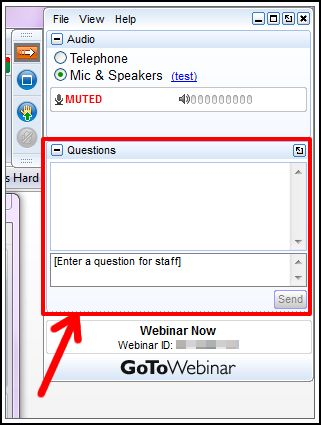 File View Help
Audio
Telephone
Mic & Speakers (test)
MUTED 000000000
s Hard
Questions
[Enter a question for staff]
Send
Webinar Now
Webinar ID:
GoToWebinar